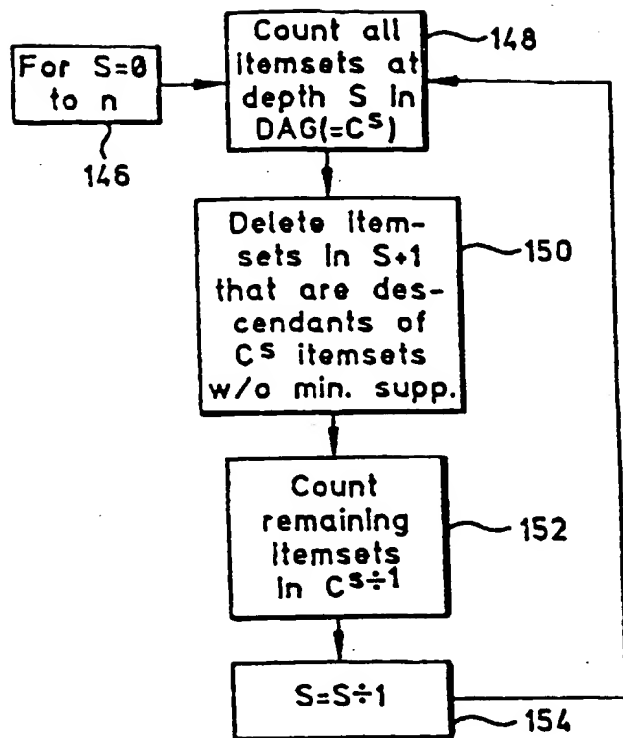 For S=0
to n
146
Count all
itemsets at
depth S in
DAG(=C^S)
148
Delete item-
sets in S+1
that are des-
cendants of
C^S itemsets
w/o min. supp.
150
Count
remaining
itemsets
in C^S÷1
152
S=S÷1
154